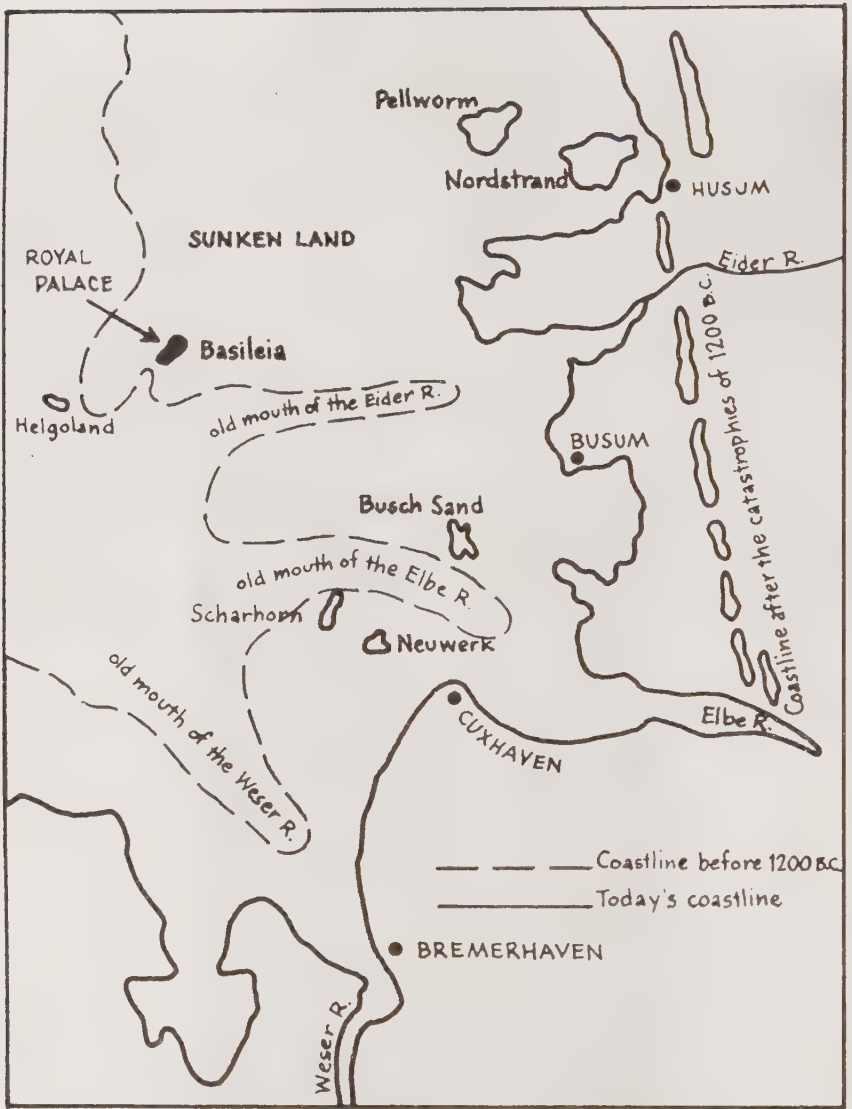 Pellworm
Nordstrand
HUSUM
SUNKEN LAND
Eider R.
ROYAL
PALACE
Basileia
Helgoland
old mouth of the Eider R.
BUSUM
Coastline after the catastrophies of 1200 B.C.
Busch Sand
old mouth of the Elbe R.
Scharhorn
Neuwerk
old mouth of the Weser R.
Elbe R.
CUXHAVEN
Coastline before 1200 B.C.
Today's coastline
BREMERHAVEN
Weser R.